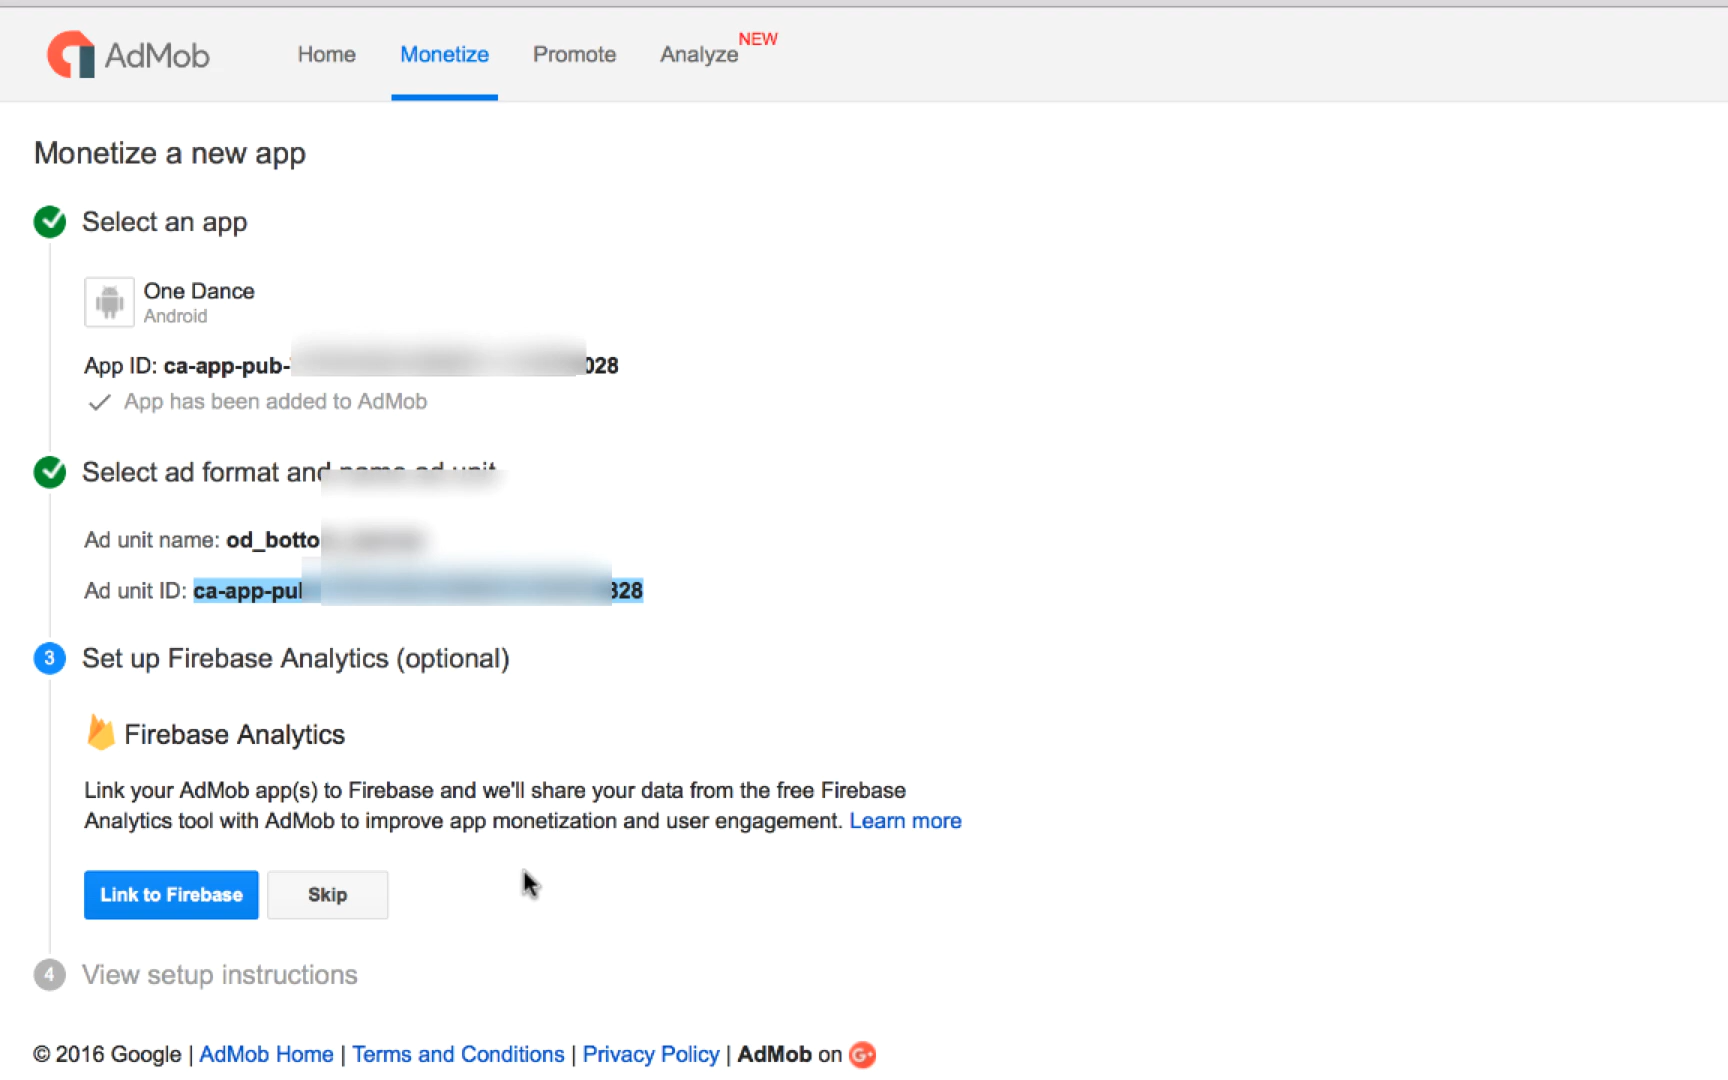 AdMob Home Monetize Promote Analyze NEW
Monetize a new app
Select an app
One Dance
Android
App ID: ca-app-pub- 028
App has been added to AdMob
Select ad format and name ad unit
Ad unit name: od_botto
Ad unit ID: ca-app-pu 328
3 Set up Firebase Analytics (optional)
Firebase Analytics
Link your AdMob app(s) to Firebase and we'll share your data from the free Firebase
Analytics tool with AdMob to improve app monetization and user engagement. Learn more
Link to Firebase Skip
4 View setup instructions
© 2016 Google | AdMob Home | Terms and Conditions | Privacy Policy | AdMob on G+